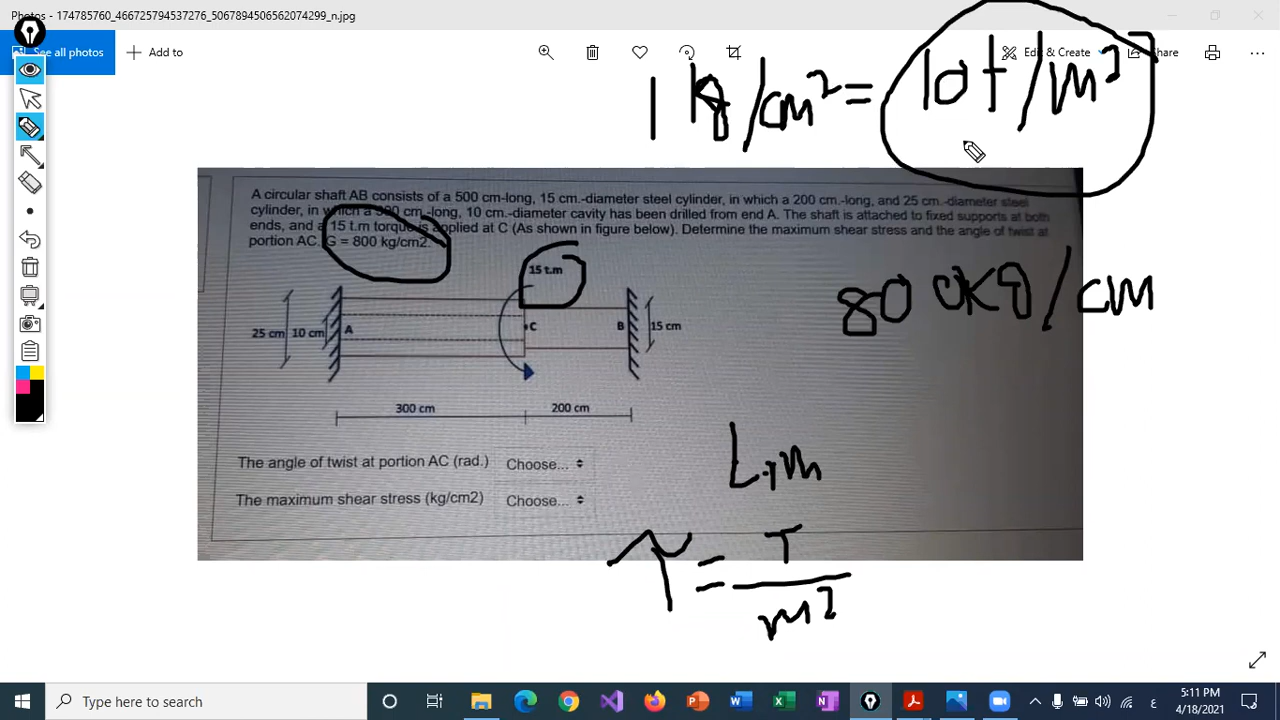 Photos - 174785760_466725794537276_5067894506562074299_n.jpg
See all photos
Add to
Edit & Create
Share
1 kg/cm²= 10 t/m²
A circular shaft AB consists of a 500 cm-long, 15 cm.-diameter steel cylinder, in which a 200 cm.-long, and 25 cm.-diameter steel
cylinder, in which a 300 cm.-long, 10 cm.-diameter cavity has been drilled from end A. The shaft is attached to fixed supports at both
ends, and a 15 t.m torque is applied at C (As shown in figure below). Determine the maximum shear stress and the angle of twist at
portion AC. G = 800 kg/cm2.
15 t.m
800kg/cm
25 cm
10 cm
A
C
B
15 cm
300 cm
200 cm
The angle of twist at portion AC (rad.)
Choose...
The maximum shear stress (kg/cm2)
Choose...
T
m²
Type here to search
ع
5:11 PM
4/18/2021